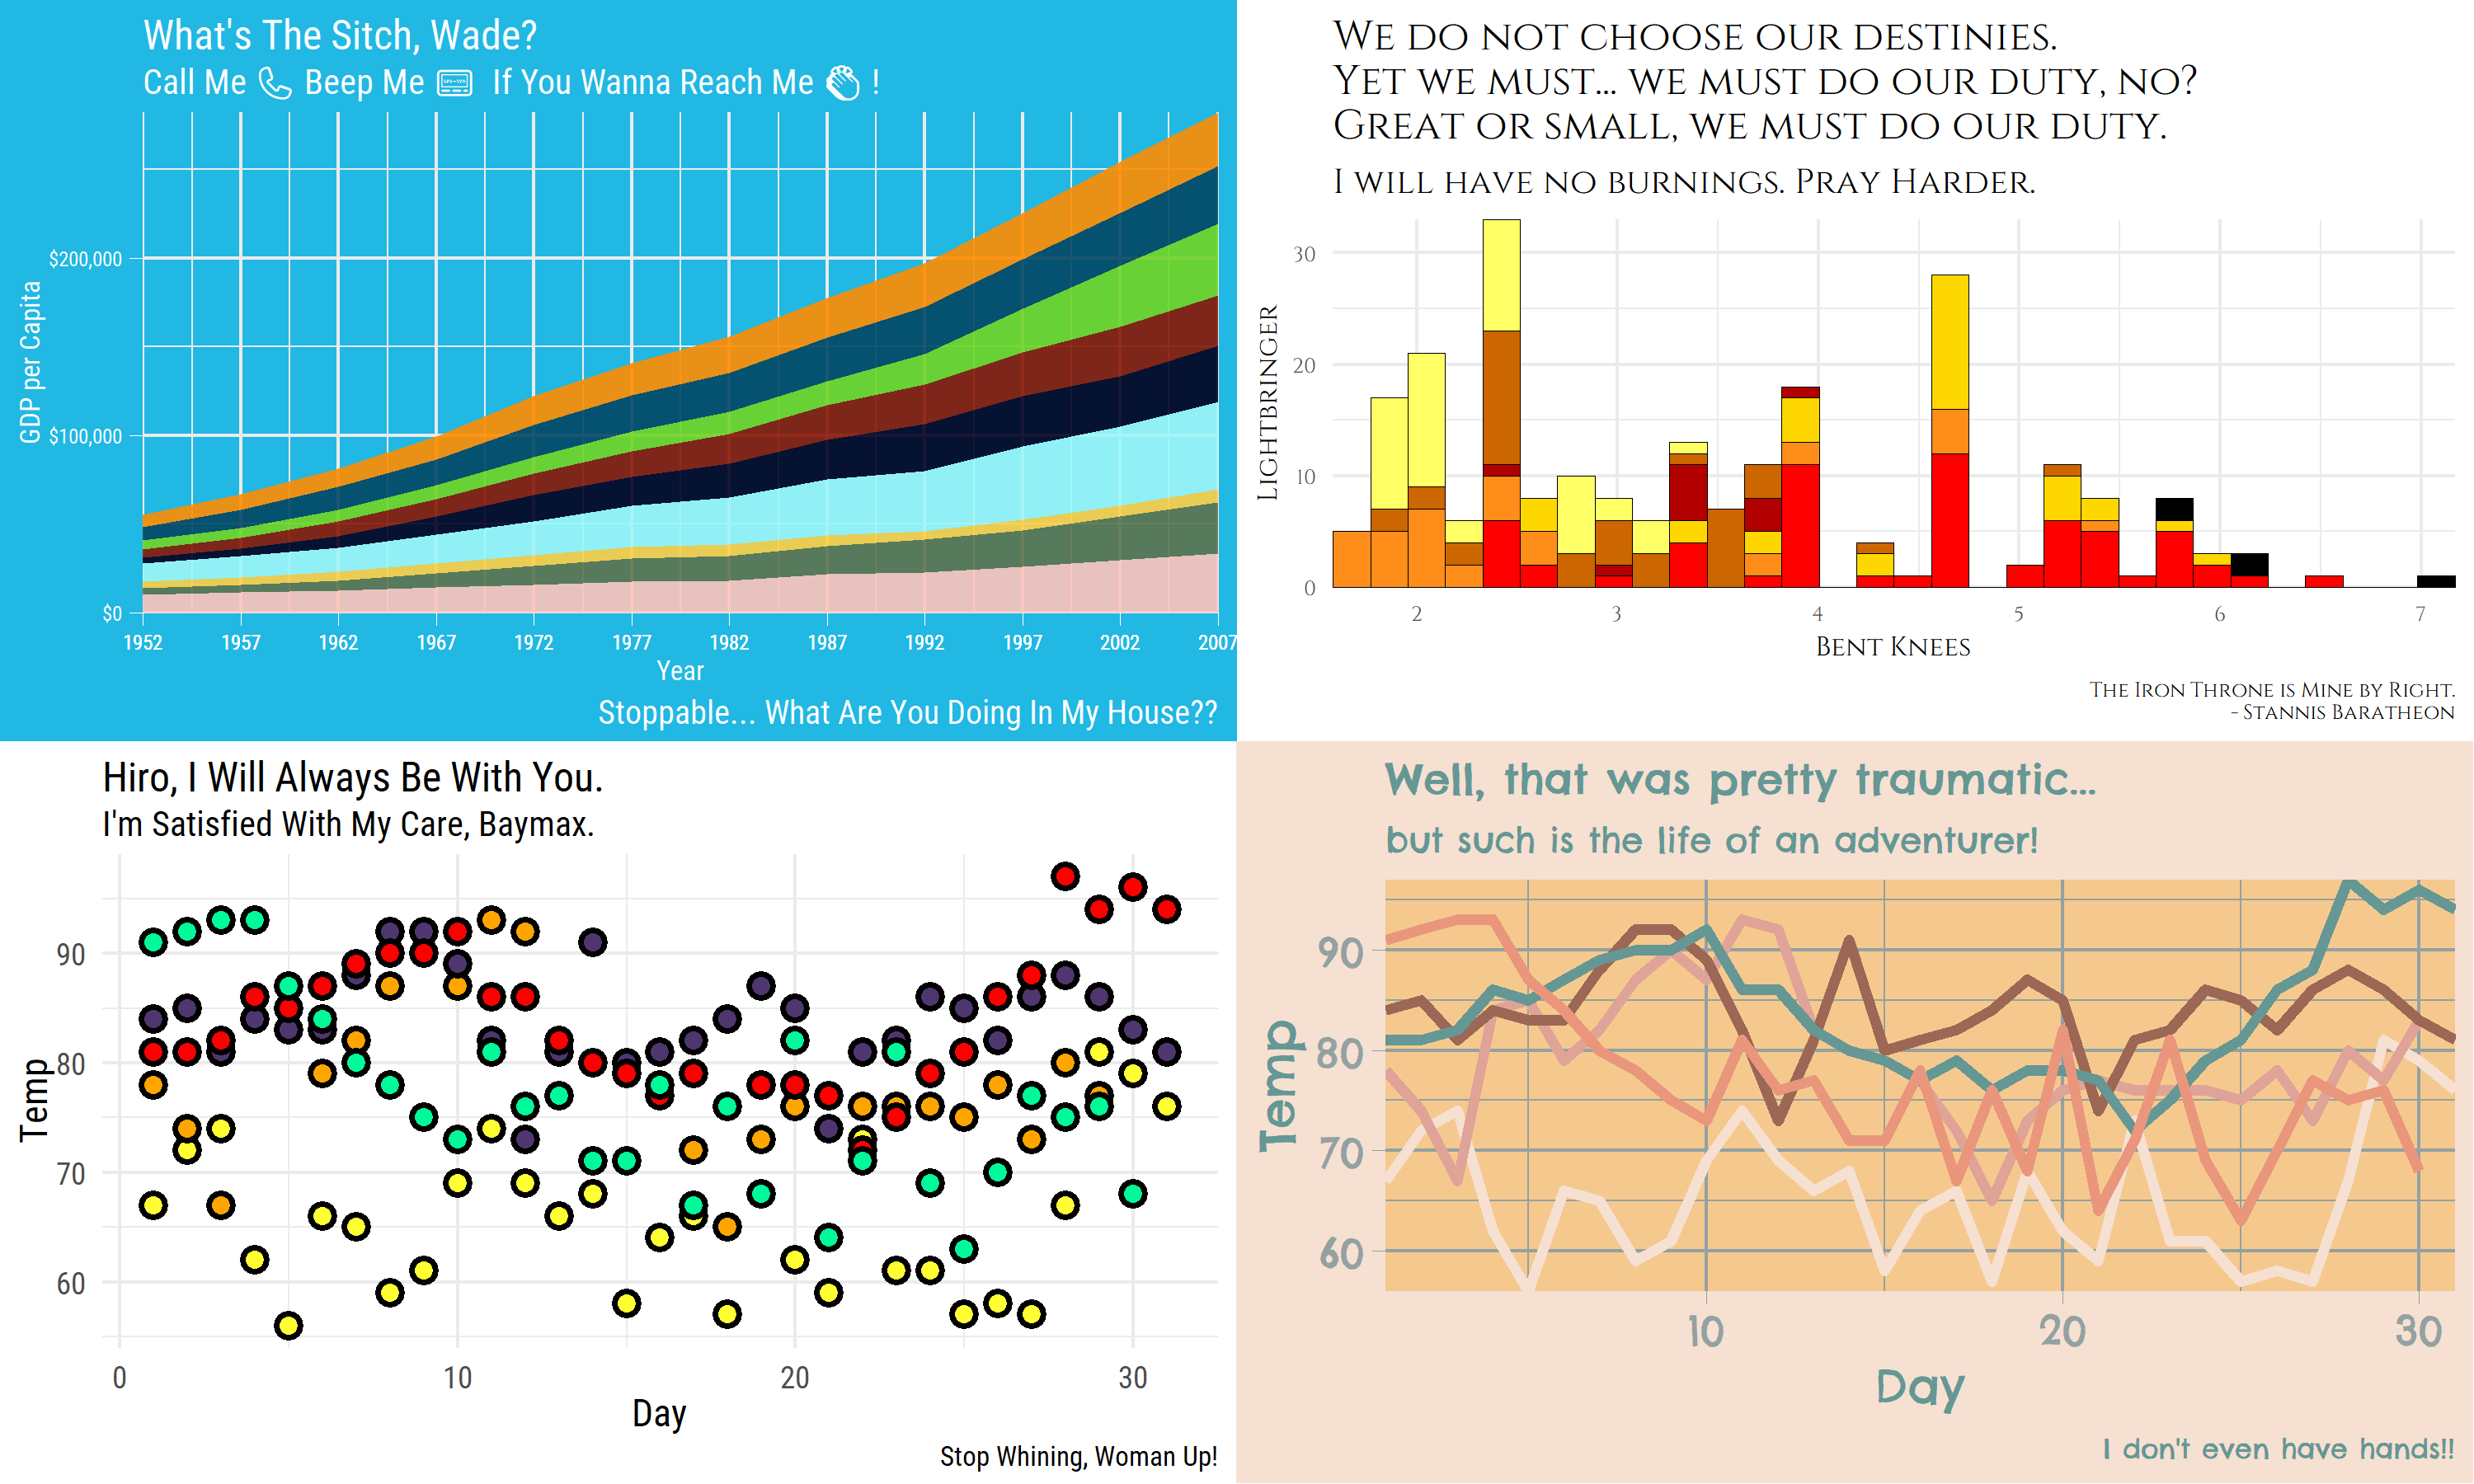 What's The Sitch, Wade?
Call Me Beep Me If You Wanna Reach Me !
GDP per Capita
$200,000
$100,000
$0
1952 1957 1962 1967 1972 1977 1982 1987 1992 1997 2002 2007
Year
Stoppable... What Are You Doing In My House??
We do not choose our destinies.
Yet we must... we must do our duty, no?
Great or small, we must do our duty.
I will have no burnings. Pray Harder.
Lightbringer
30
20
10
0
2 3 4 5 6 7
Bent Knees
The Iron Throne is Mine by Right.
- Stannis Baratheon
Hiro, I Will Always Be With You.
I'm Satisfied With My Care, Baymax.
Temp
90
80
70
60
0 10 20 30
Day
Stop Whining, Woman Up!
Well, that was pretty traumatic...
but such is the life of an adventurer!
Temp
90
80
70
60
10 20 30
Day
I don't even have hands!!